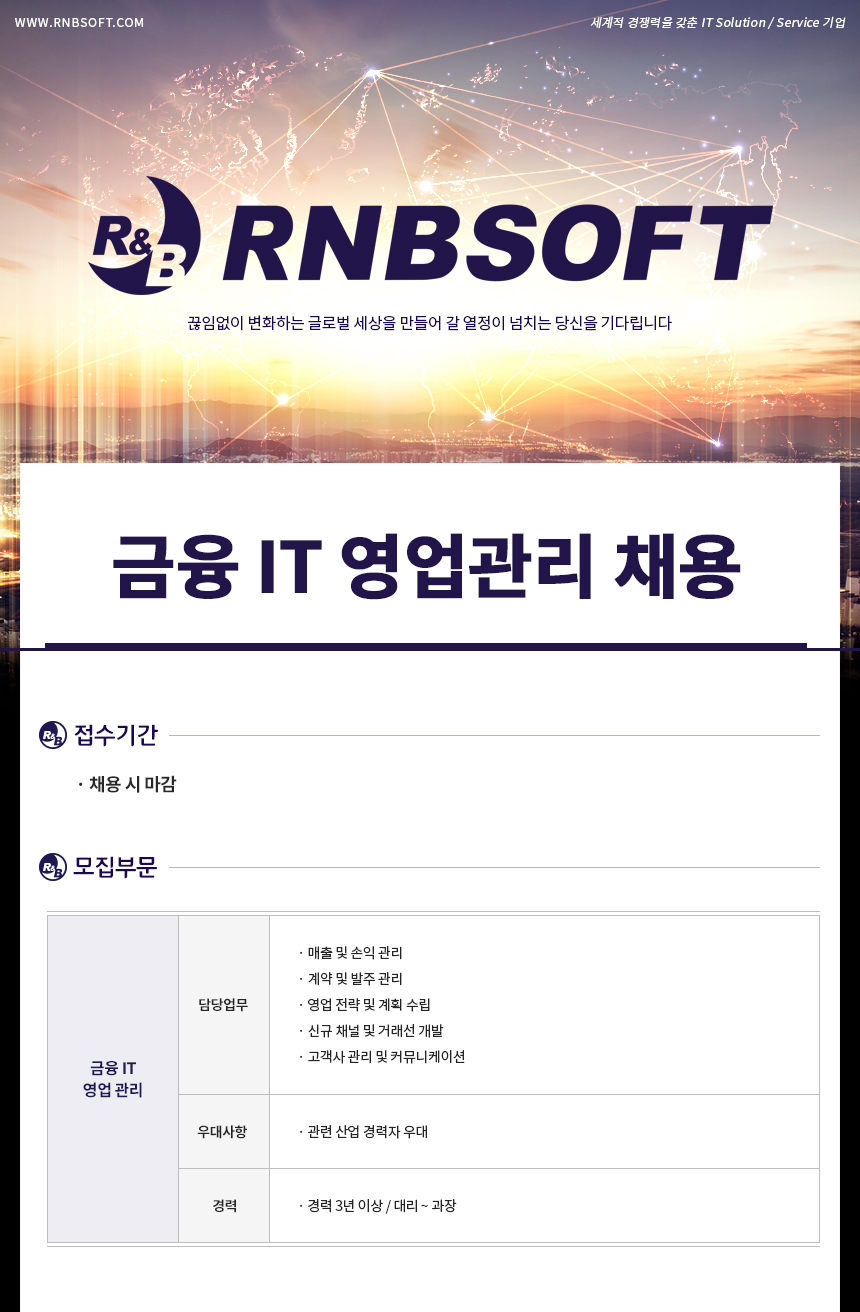 WWW.RNBSOFT.COM
세계적 경쟁력을 갖춘 IT Solution / Service 기업
R&B RNBSOFT
끊임없이 변화하는 글로벌 세상을 만들어 갈 열정이 넘치는 당신을 기다립니다
금융 IT 영업관리 채용
R&B 접수기간
· 채용 시 마감
R&B 모집부문
금융 IT
영업 관리
담당업무
· 매출 및 손익 관리
· 계약 및 발주 관리
· 영업 전략 및 계획 수립
· 신규 채널 및 거래선 개발
· 고객사 관리 및 커뮤니케이션
우대사항
· 관련 산업 경력자 우대
경력
· 경력 3년 이상 / 대리 ~ 과장